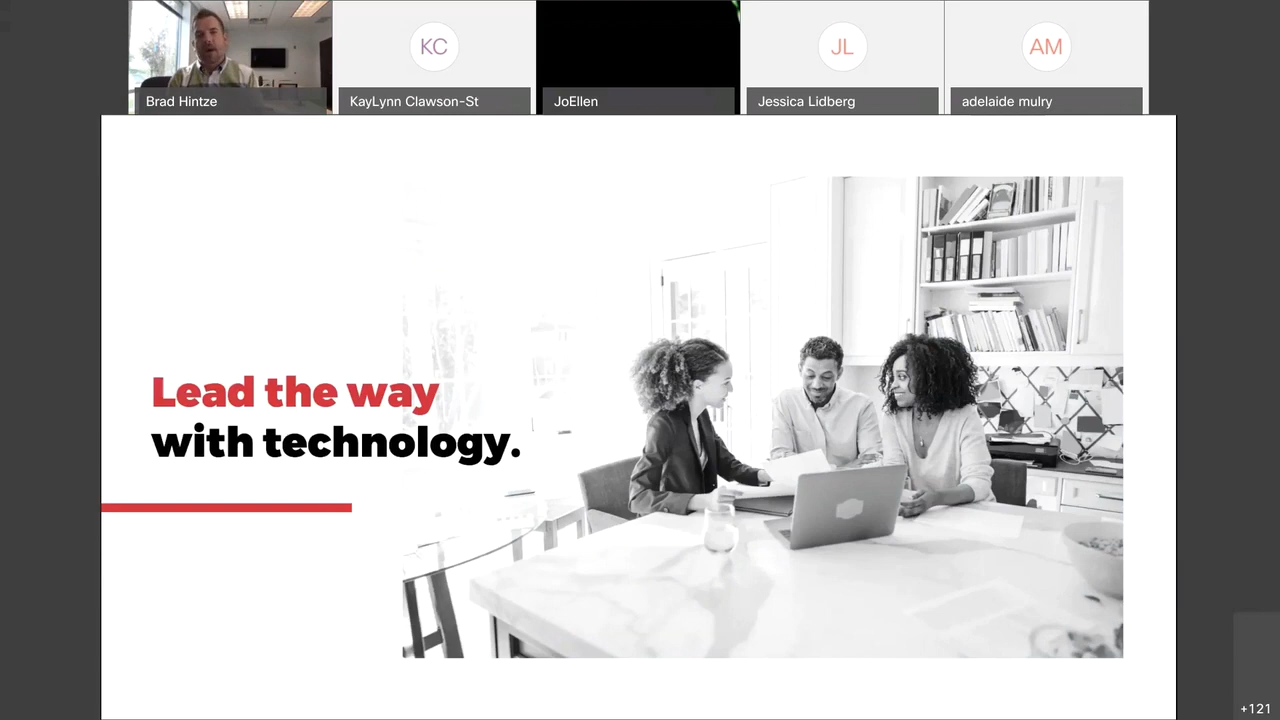 Brad Hintze
KC
KayLynn Clawson-St
JoEllen
JL
Jessica Lidberg
AM
adelaide mulry
Lead the way
with technology.
+121